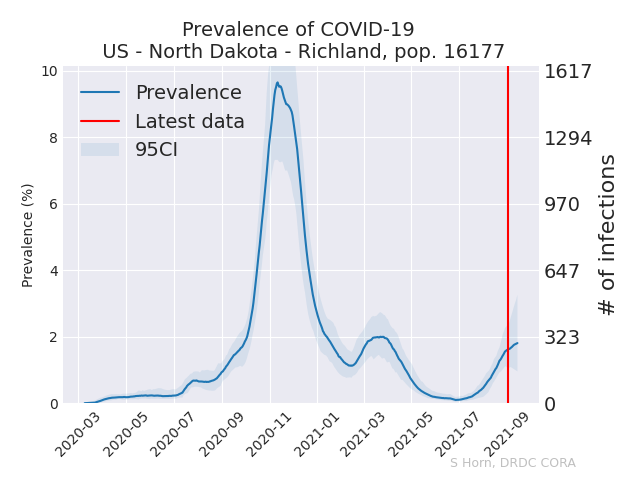 Prevalence of COVID-19
US - North Dakota - Richland, pop. 16177
Prevalence
Latest data
95CI
Prevalence (%)
10
8
6
4
2
0
1617
1294
970
647
323
0
# of infections
2020-03
2020-05
2020-07
2020-09
2020-11
2021-01
2021-03
2021-05
2021-07
2021-09
S Horn, DRDC CORA